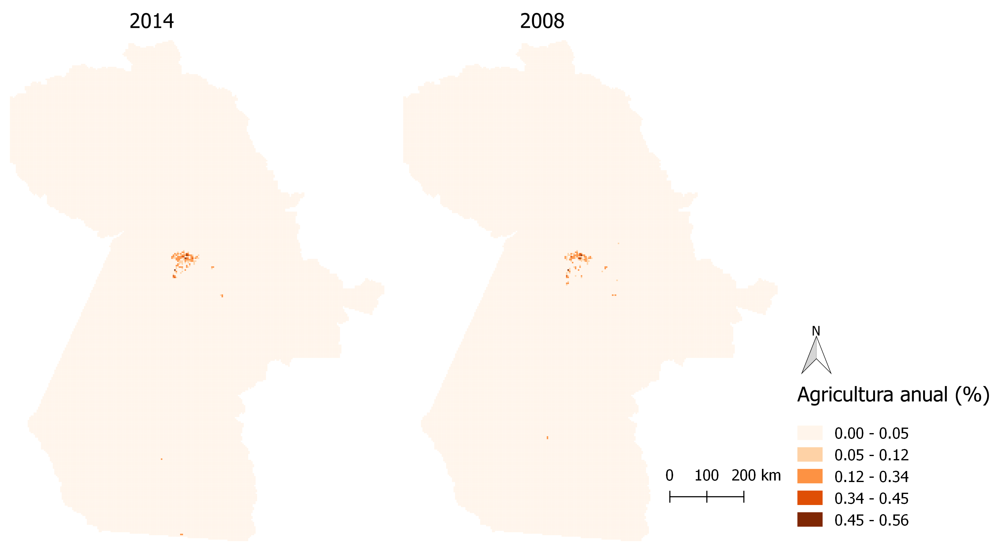 2014
2008
N
Agricultura anual (%)
0.00 - 0.05
0.05 - 0.12
0.12 - 0.34
0.34 - 0.45
0.45 - 0.56
0 100 200 km